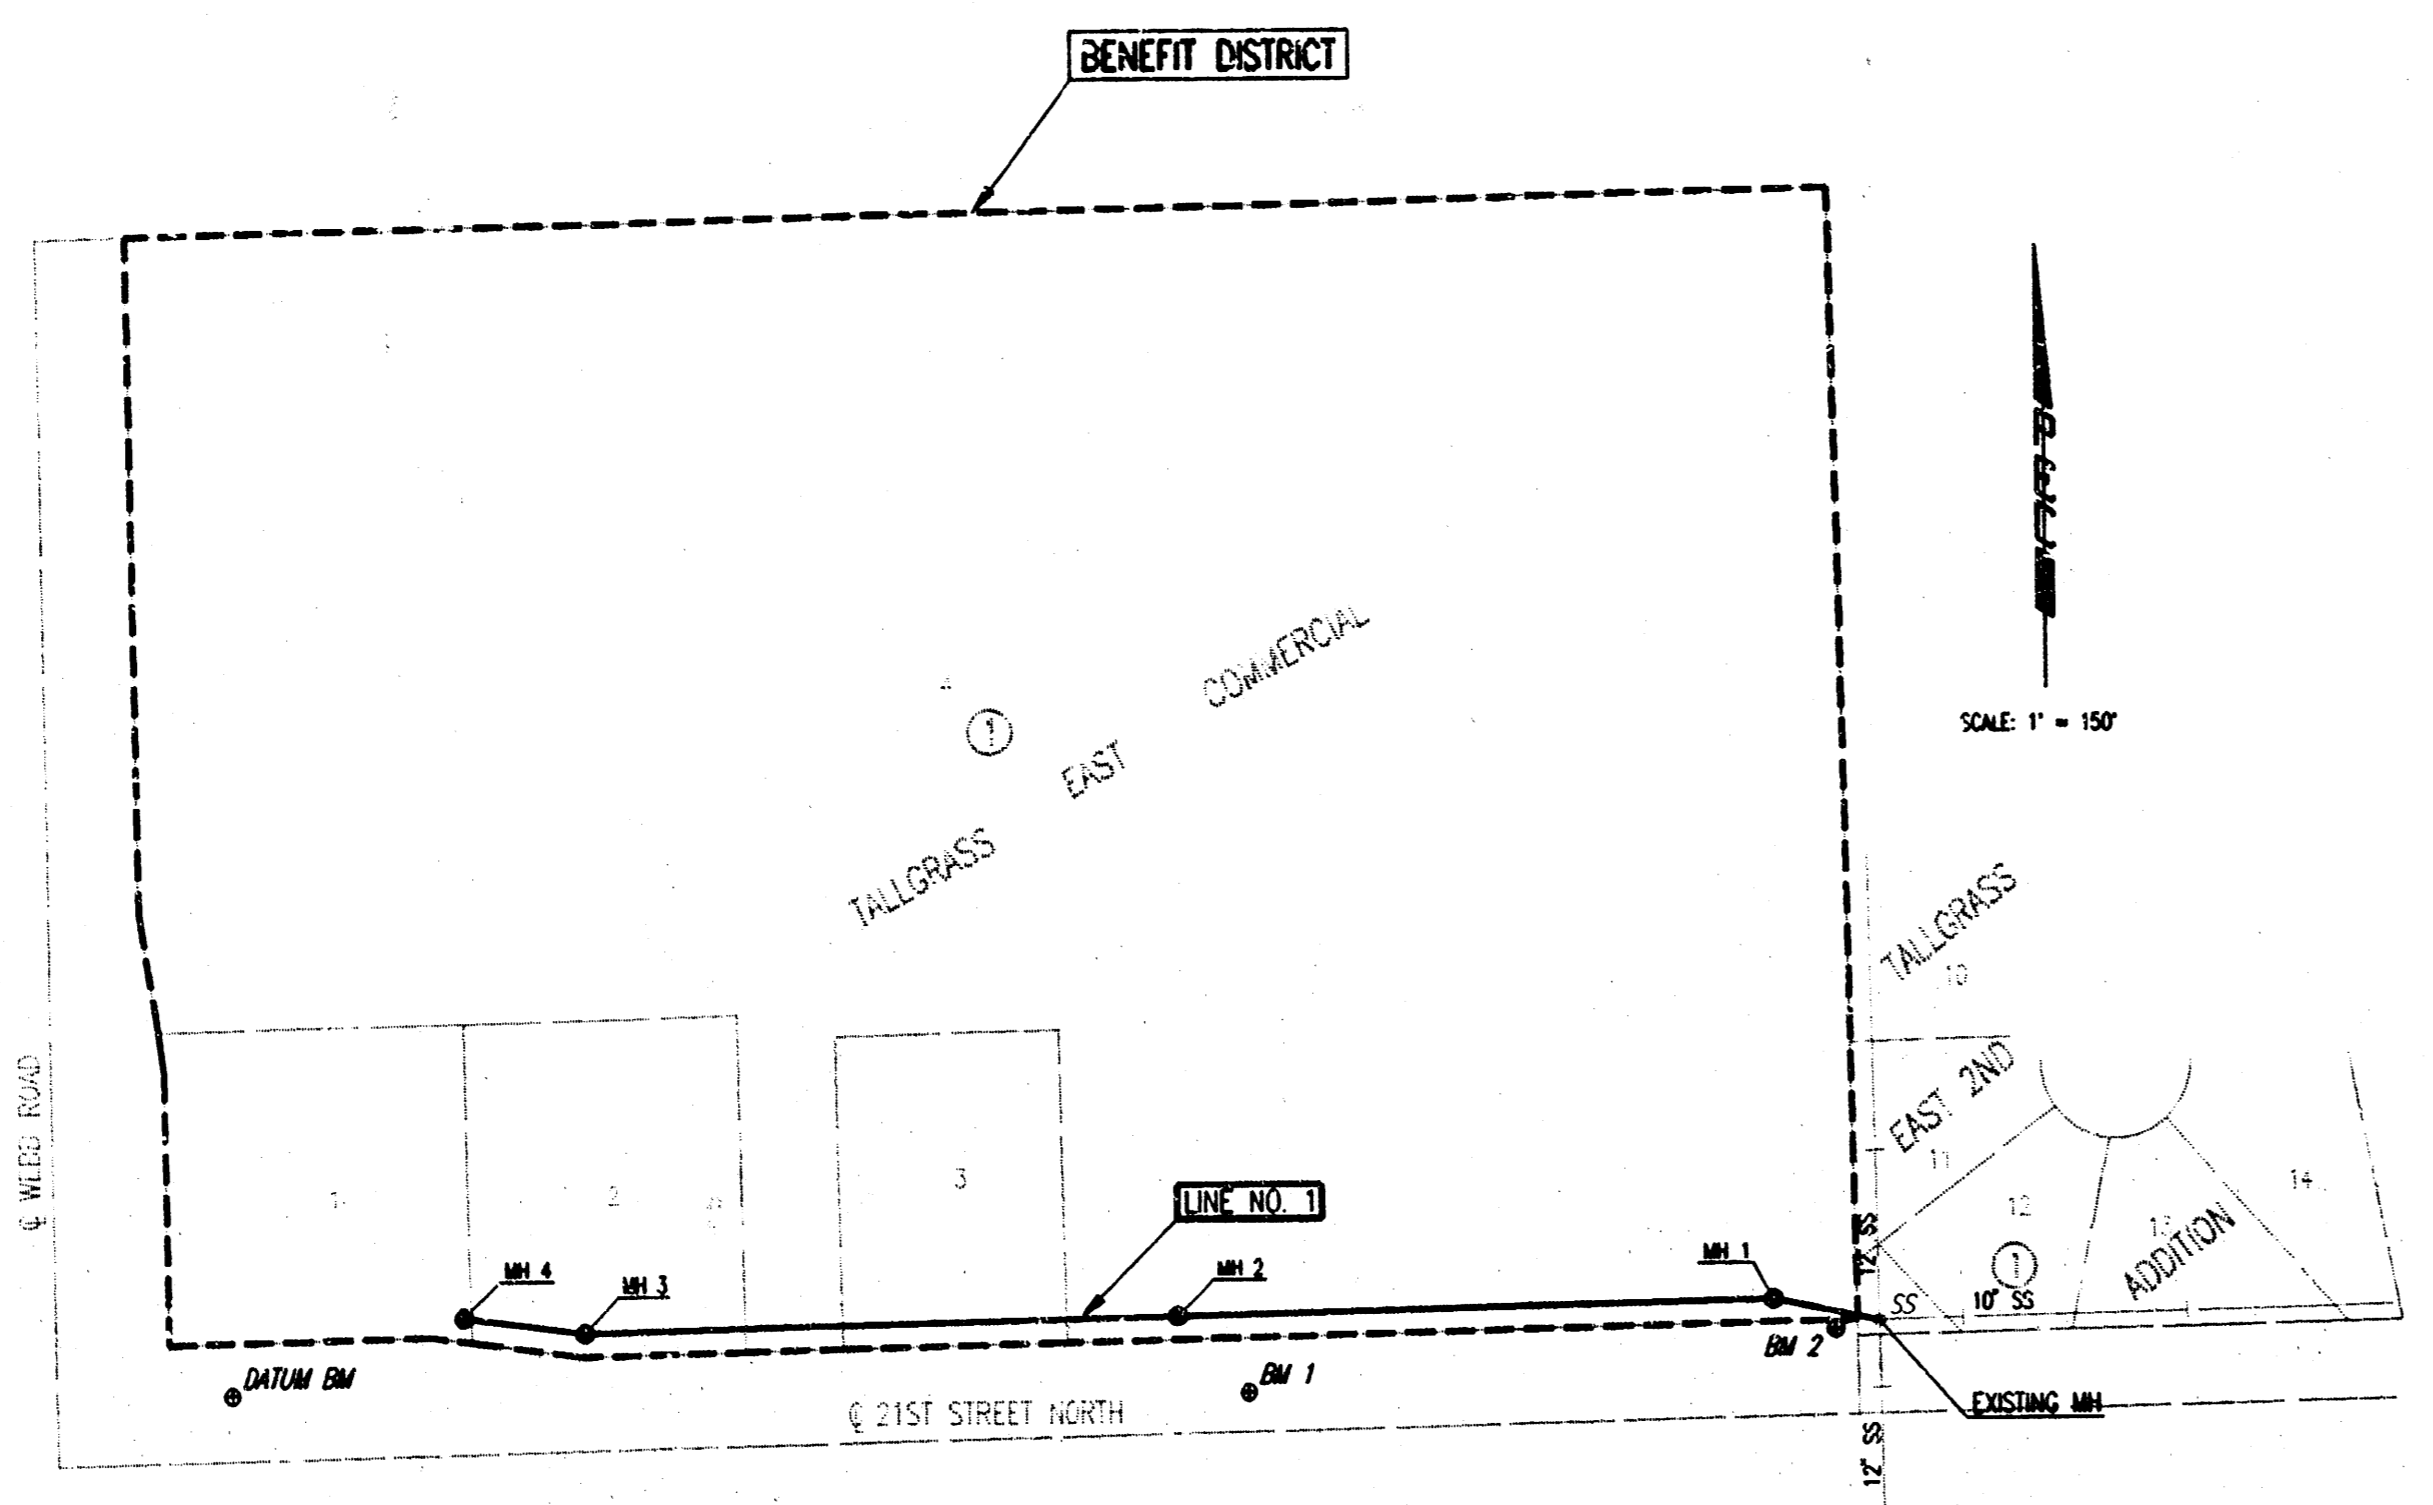 BENEFIT DISTRICT
SCALE: 1" = 150'
4
1
TALLGRASS EAST COMMERCIAL
TALLGRASS
EAST 2ND
ADDITION
10
11
12
13
14
1
1
2
3
LINE NO. 1
MH 4
MH 3
MH 2
MH 1
12" SS
SS
10" SS
BM 2
DATUM BM
BM 1
℄ 21ST STREET NORTH
℄ WEBB ROAD
EXISTING MH
12" SS